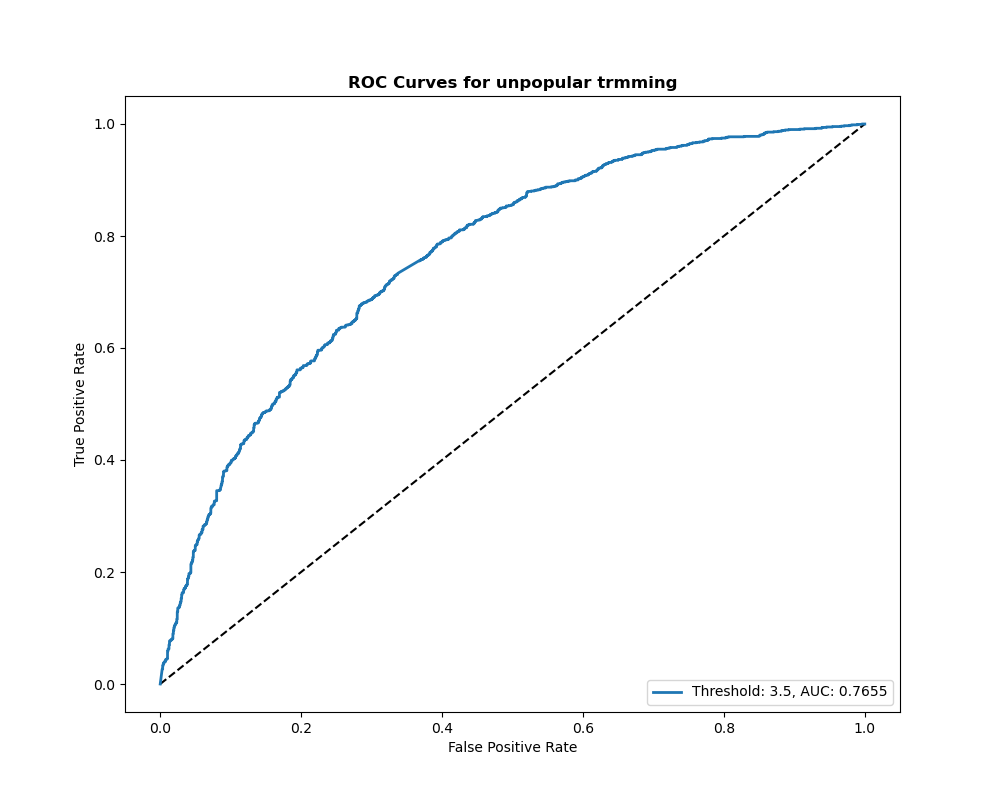 ROC Curves for unpopular trmming
1.0
0.8
0.6
0.4
0.2
0.0
True Positive Rate
0.0 0.2 0.4 0.6 0.8 1.0
False Positive Rate
Threshold: 3.5, AUC: 0.7655